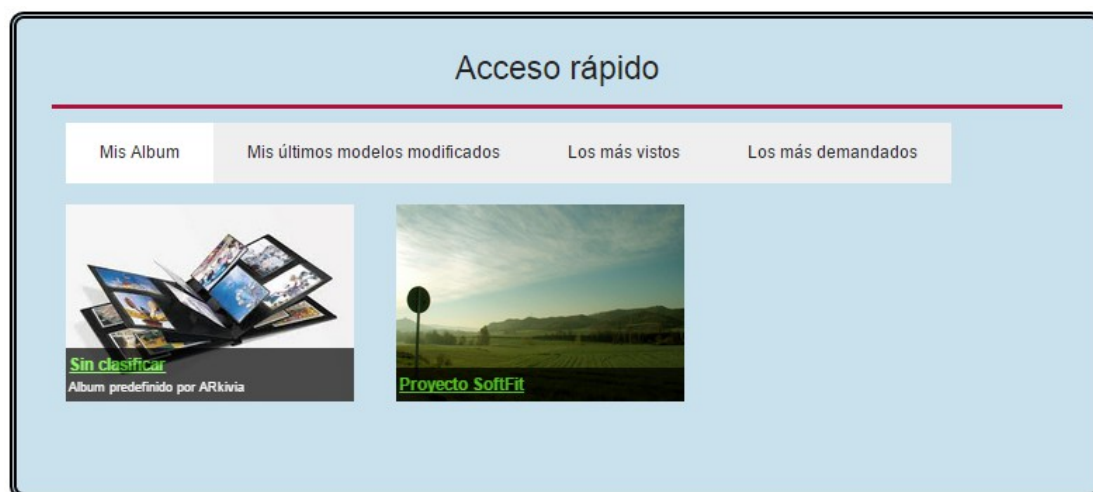 Acceso rápido
Mis Album Mis últimos modelos modificados Los más vistos Los más demandados
Sin clasificar
Album predefinido por ARkivia
Proyecto SoftFit